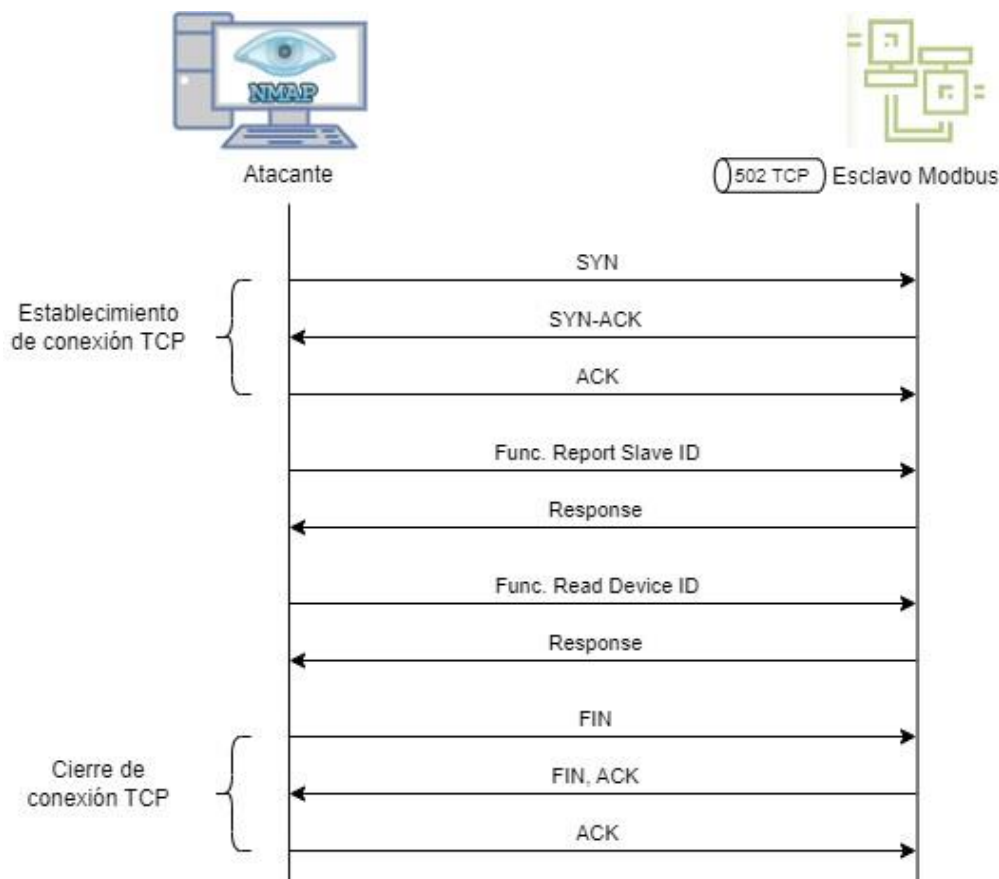 NMAP
Atacante
502 TCP
Esclavo Modbus
SYN
Establecimiento
de conexión TCP
SYN-ACK
ACK
Func. Report Slave ID
Response
Func. Read Device ID
Response
FIN
Cierre de
conexión TCP
FIN, ACK
ACK